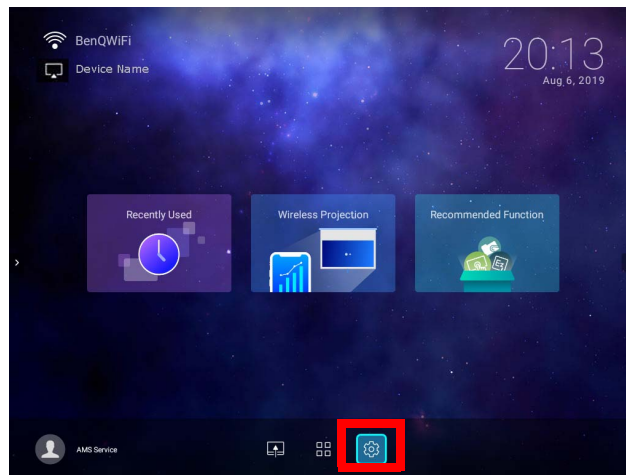 BenQWiFi
Device Name
20:13
Aug 6, 2019
Recently Used
Wireless Projection
Recommended Function
AMS Service